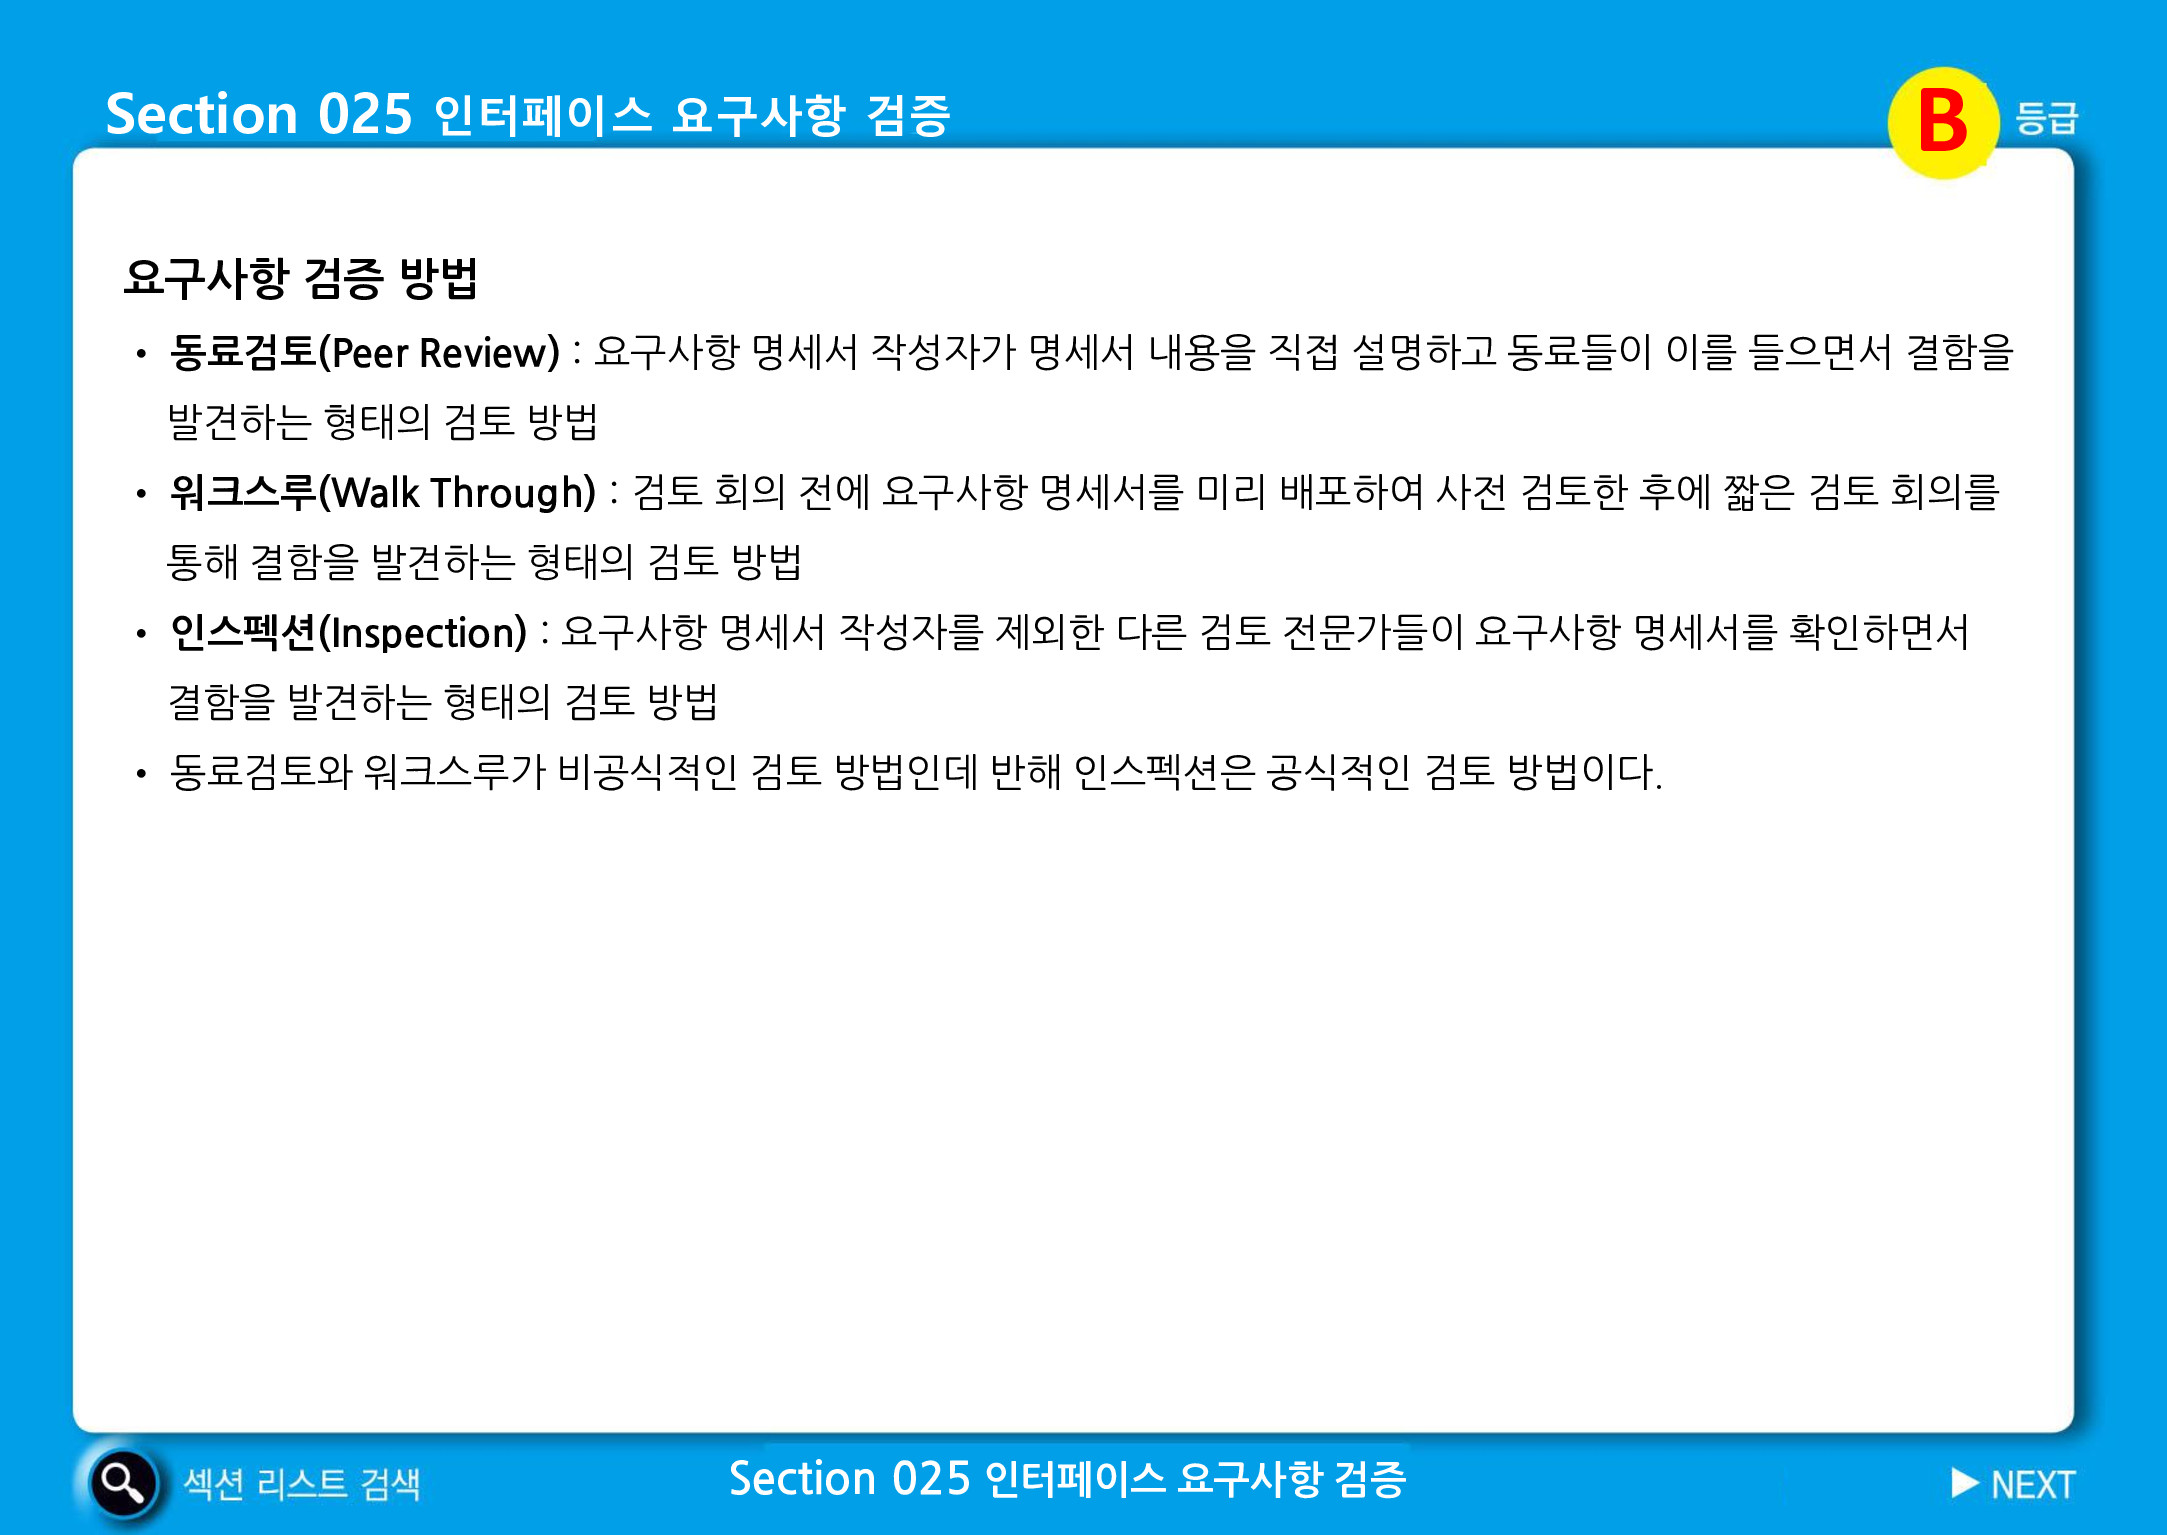 Section 025 인터페이스 요구사항 검증
B 등급
요구사항 검증 방법
• 동료검토(Peer Review) : 요구사항 명세서 작성자가 명세서 내용을 직접 설명하고 동료들이 이를 들으면서 결함을
발견하는 형태의 검토 방법
• 워크스루(Walk Through) : 검토 회의 전에 요구사항 명세서를 미리 배포하여 사전 검토한 후에 짧은 검토 회의를
통해 결함을 발견하는 형태의 검토 방법
• 인스펙션(Inspection) : 요구사항 명세서 작성자를 제외한 다른 검토 전문가들이 요구사항 명세서를 확인하면서
결함을 발견하는 형태의 검토 방법
• 동료검토와 워크스루가 비공식적인 검토 방법인데 반해 인스펙션은 공식적인 검토 방법이다.
섹션 리스트 검색
Section 025 인터페이스 요구사항 검증
▶ NEXT